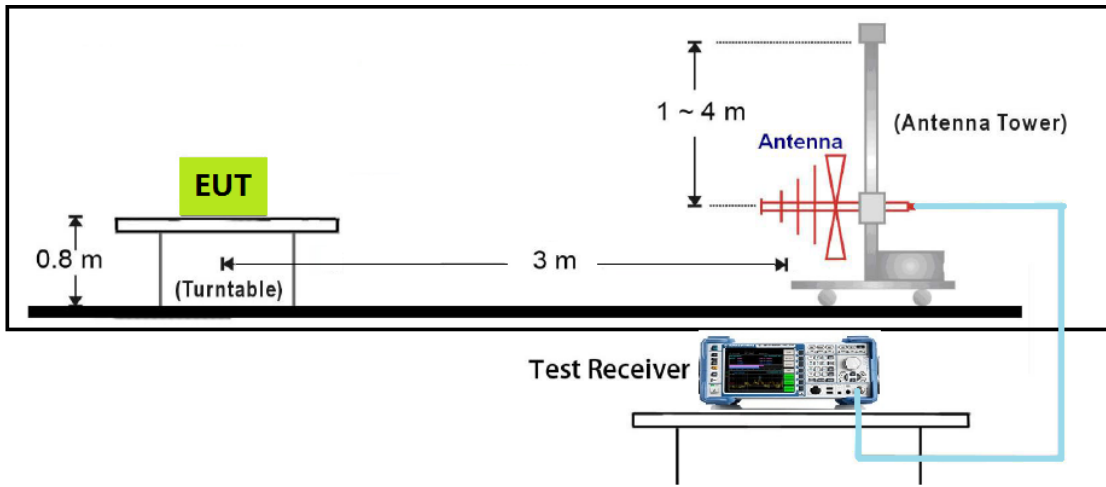 1 ~ 4 m
(Antenna Tower)
Antenna
EUT
0.8 m
3 m
(Turntable)
Test Receiver